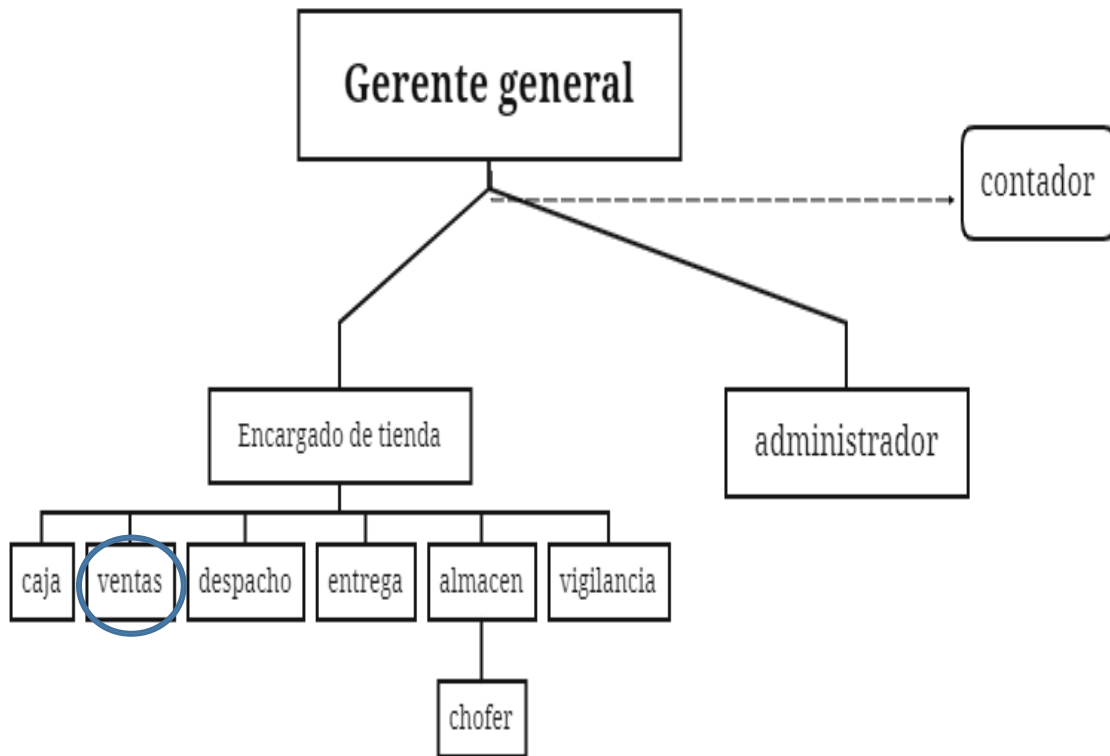 Gerente general
contador
Encargado de tienda
administrador
caja
ventas
despacho
entrega
almacen
vigilancia
chofer